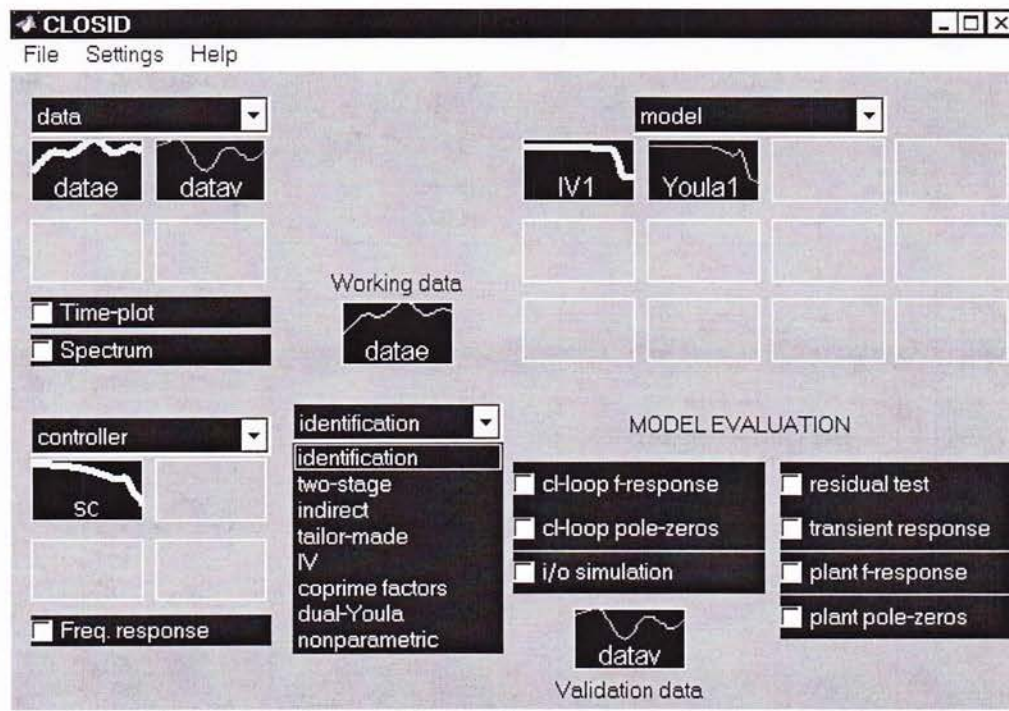 CLOSID
File Settings Help
data
model
datae
datav
IV1
Youla1
Working data
datae
Time-plot
Spectrum
controller
sc
Freq. response
identification
identification
two-stage
indirect
tailor-made
IV
coprime factors
dual-Youla
nonparametric
MODEL EVALUATION
cl-loop f-response
cl-loop pole-zeros
i/o simulation
residual test
transient response
plant f-response
plant pole-zeros
datav
Validation data